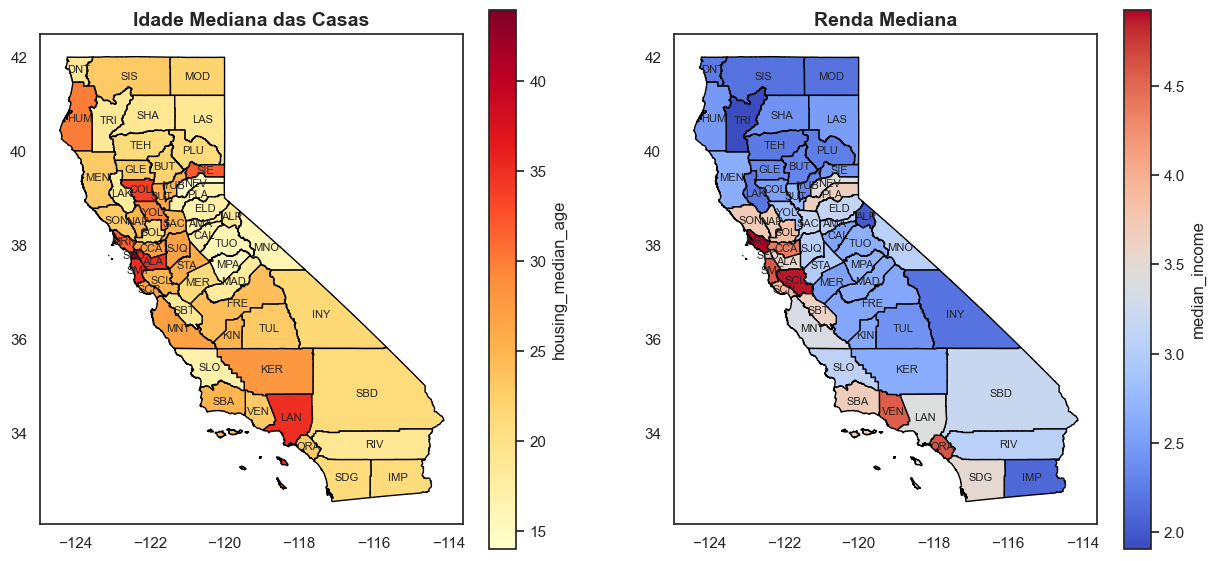 Idade Mediana das Casas
42
40
38
36
34
−124
−122
−120
−118
−116
−114
DNT
SIS
MOD
HUM
TRI
SHA
LAS
TEH
PLU
MEN
GLE
BUT
SIE
LAK
COL
SUT
YUB
NEV
PLA
SON
NAP
YOL
ELD
SAC
AMA
ALP
SOL
CAL
CCA
SJQ
TUO
MNO
ALA
STA
MPA
SCL
MER
MAD
SBT
FRE
MNT
KIN
TUL
INY
SLO
KER
SBD
SBA
VEN
LAN
ORA
RIV
SDG
IMP
40
35
30
25
20
15
housing_median_age
Renda Mediana
42
40
38
36
34
−124
−122
−120
−118
−116
−114
DNT
SIS
MOD
HUM
TRI
SHA
LAS
TEH
PLU
MEN
GLE
BUT
SIE
LAK
COL
SUT
YUB
NEV
PLA
SON
NAP
YOL
ELD
SAC
AMA
ALP
SOL
CAL
CCA
SJQ
TUO
MNO
ALA
STA
MPA
SCL
MER
MAD
SBT
FRE
MNT
KIN
TUL
INY
SLO
KER
SBD
SBA
VEN
LAN
ORA
RIV
SDG
IMP
4.5
4.0
3.5
3.0
2.5
2.0
median_income